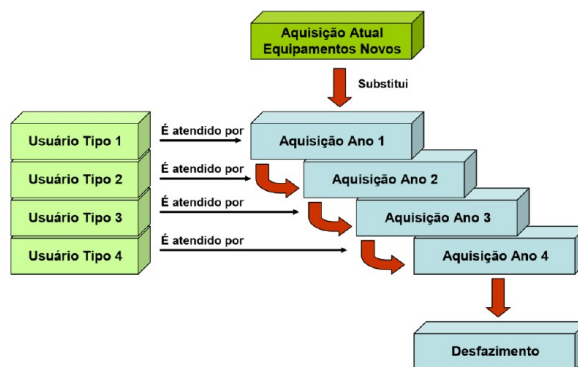 Aquisição Atual
Equipamentos Novos
Substitui
Usuário Tipo 1
É atendido por
Aquisição Ano 1
Usuário Tipo 2
É atendido por
Aquisição Ano 2
Usuário Tipo 3
É atendido por
Aquisição Ano 3
Usuário Tipo 4
É atendido por
Aquisição Ano 4
Desfazimento